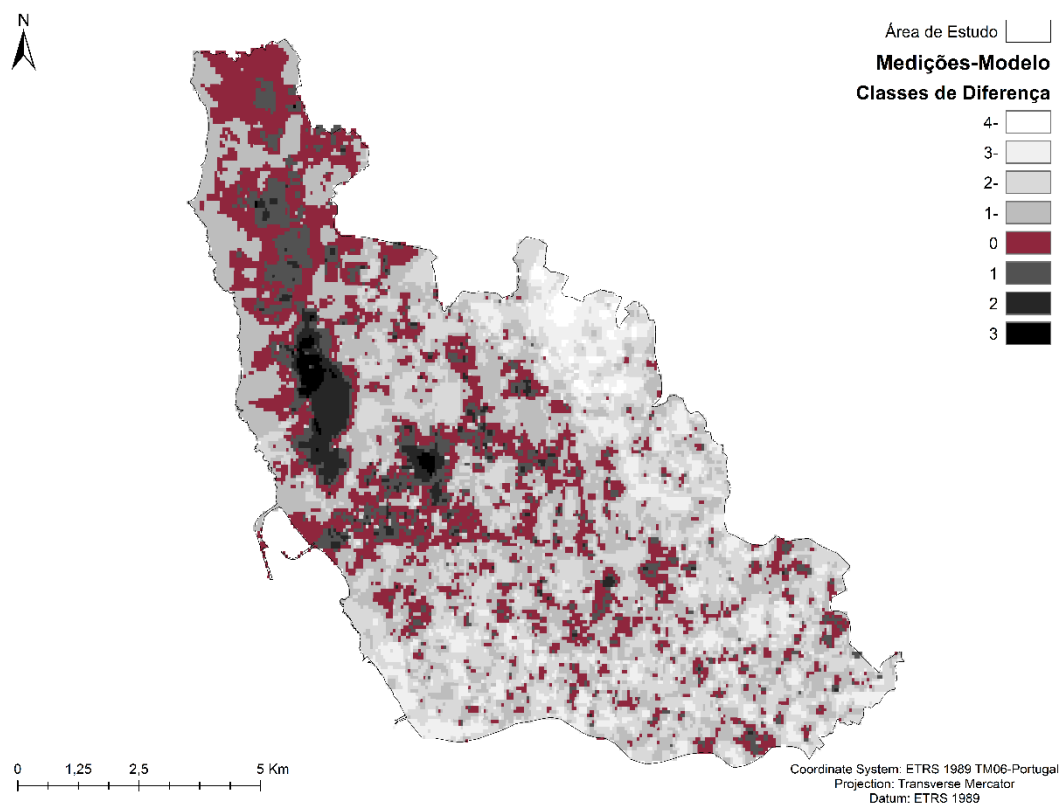 N
Área de Estudo
Medições-Modelo
Classes de Diferença
4-
3-
2-
1-
0
1
2
3
0 1,25 2,5 5 Km
Coordinate System: ETRS 1989 TM06-Portugal
Projection: Transverse Mercator
Datum: ETRS 1989